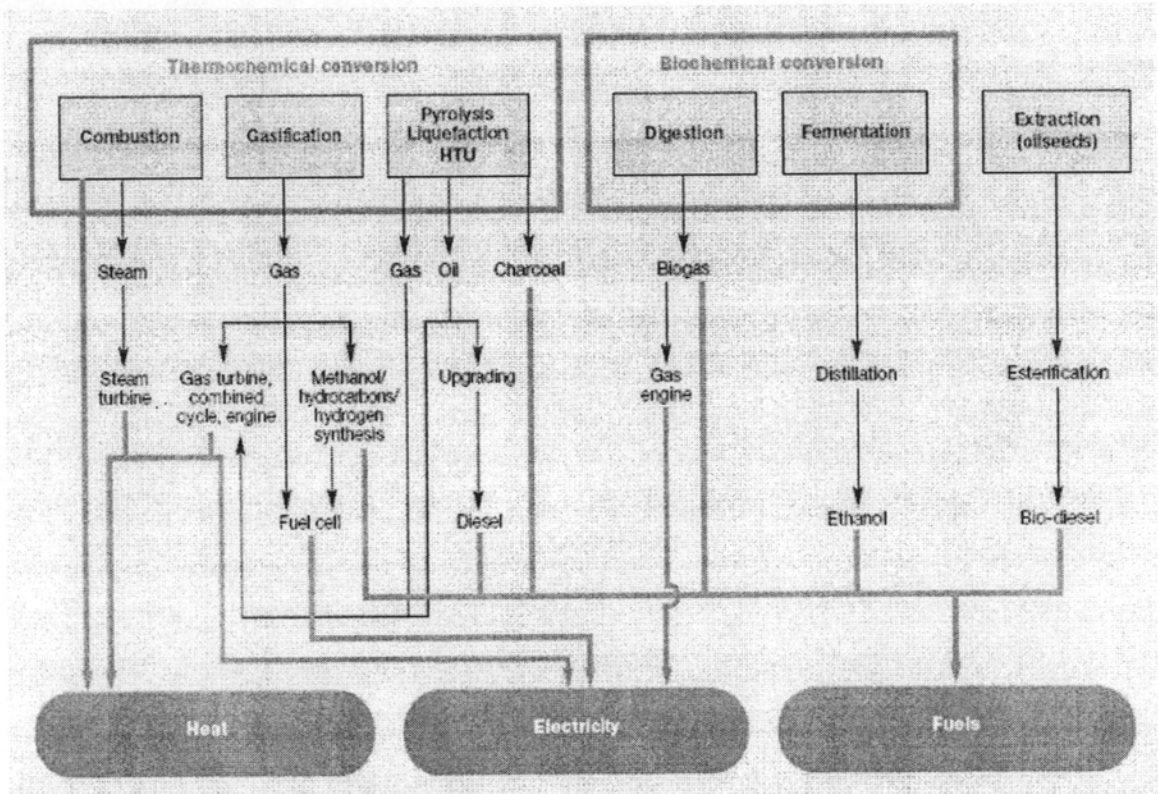 Thermochemical conversion
Biochemical conversion
Combustion
Gasification
Pyrolysis
Liquefaction
HTU
Digestion
Fermentation
Extraction
(oilseeds)
Steam
Gas
Gas
Oil
Charcoal
Biogas
Steam
turbine
Gas turbine,
combined
cycle, engine
Methanol/
hydrocarbons/
hydrogen
synthesis
Upgrading
Gas
engine
Distillation
Esterification
Fuel cell
Diesel
Ethanol
Bio-diesel
Heat
Electricity
Fuels